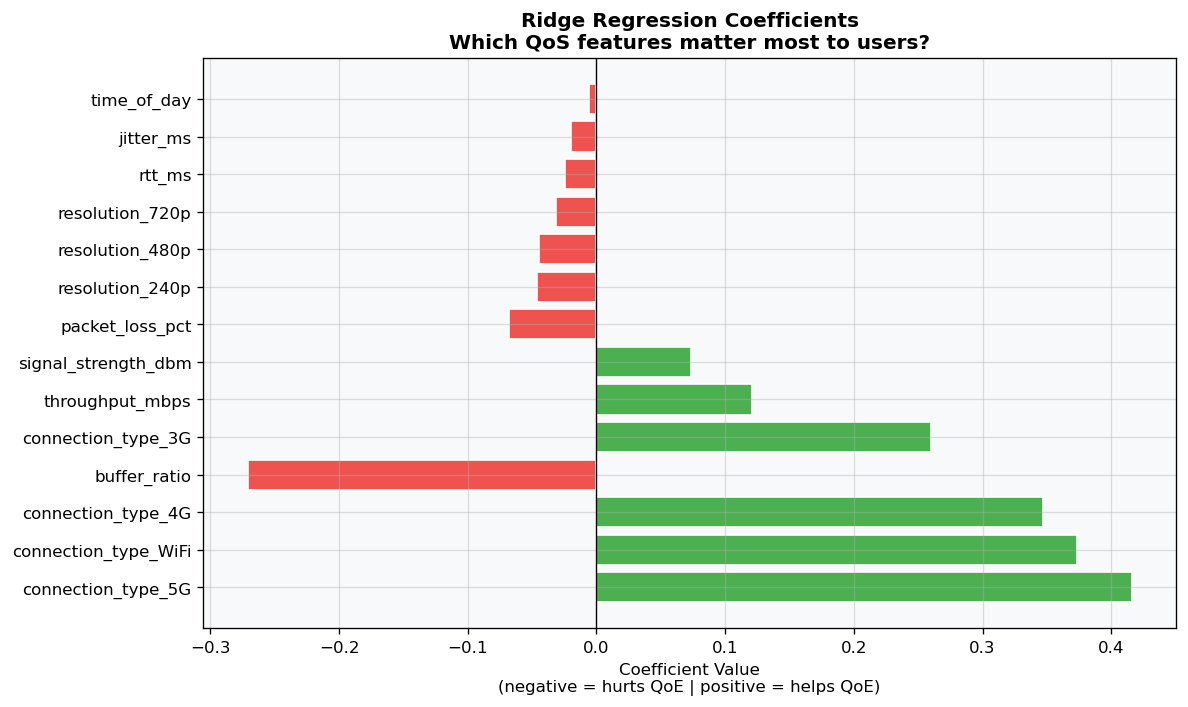 Ridge Regression Coefficients
Which QoS features matter most to users?
time_of_day
jitter_ms
rtt_ms
resolution_720p
resolution_480p
resolution_240p
packet_loss_pct
signal_strength_dbm
throughput_mbps
connection_type_3G
buffer_ratio
connection_type_4G
connection_type_WiFi
connection_type_5G
−0.3 −0.2 −0.1 0.0 0.1 0.2 0.3 0.4
Coefficient Value
(negative = hurts QoE | positive = helps QoE)